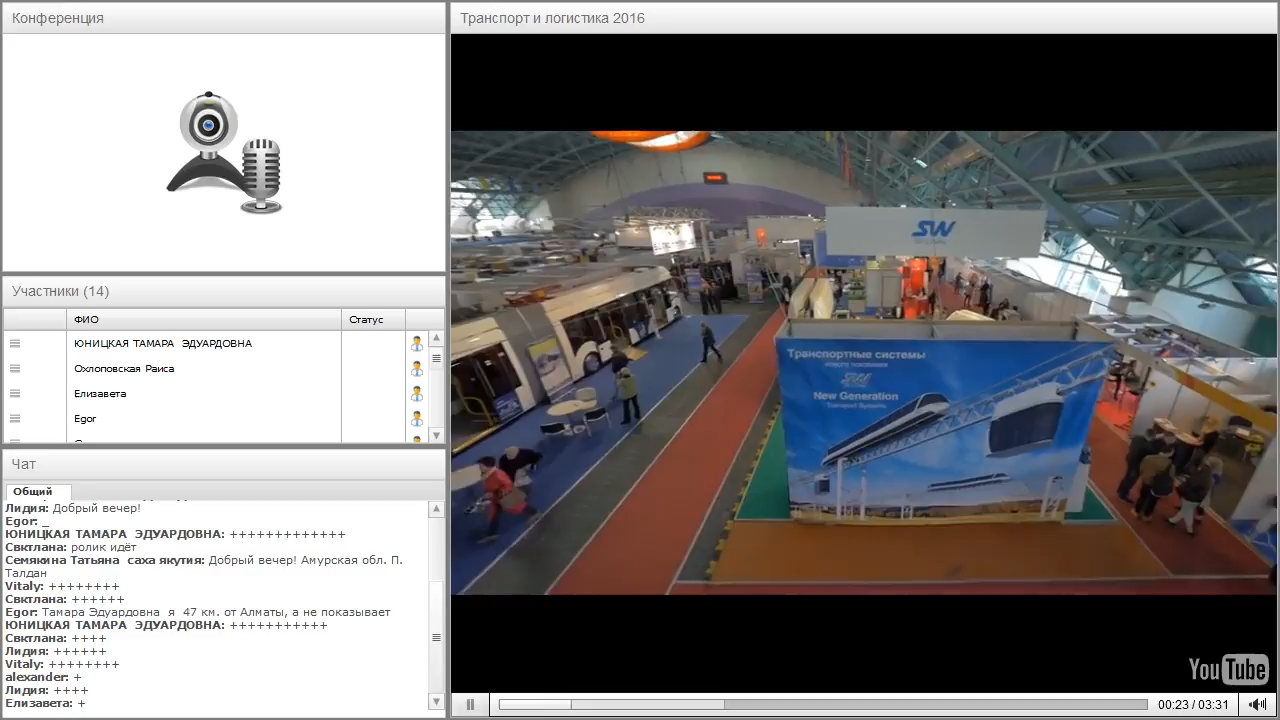 Конференция
Транспорт и логистика 2016
SW
Транспортные системы
нового поколения
SW
New Generation
Transport Systems
Участники (14)
ФИО
Статус
ЮНИЦКАЯ ТАМАРА ЭДУАРДОВНА
Охлоповская Раиса
Елизавета
Egor
Чат
Общий
Лидия: Добрый вечер!
Egor: _
ЮНИЦКАЯ ТАМАРА ЭДУАРДОВНА: +++++++++++++
Свктлана: ролик идёт
Семякина Татьяна саха якутия: Добрый вечер! Амурская обл. П.
Талдан
Vitaly: ++++++++
Свктлана: ++++++
Egor: Тамара Эдуардовна я 47 км. от Алматы, а не показывает
ЮНИЦКАЯ ТАМАРА ЭДУАРДОВНА: +++++++++++
Свктлана: ++++
Лидия: ++++++
Vitaly: ++++++++
alexander: +
Лидия: ++++
Елизавета: +
YouTube
00:23 / 03:31